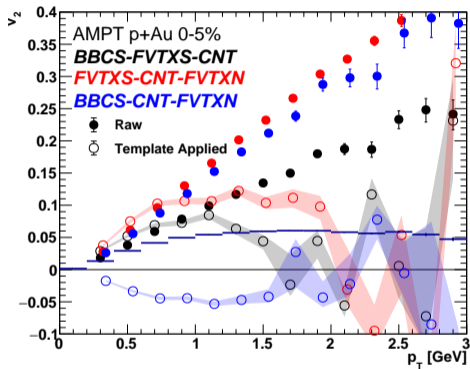 v₂
0.4
0.35
0.3
0.25
0.2
0.15
0.1
0.05
0
−0.05
−0.1
AMPT p+Au 0-5%
BBCS-FVTXS-CNT
FVTXS-CNT-FVTXN
BBCS-CNT-FVTXN
Raw
Template Applied
0 0.5 1 1.5 2 2.5 3
p_T [GeV]